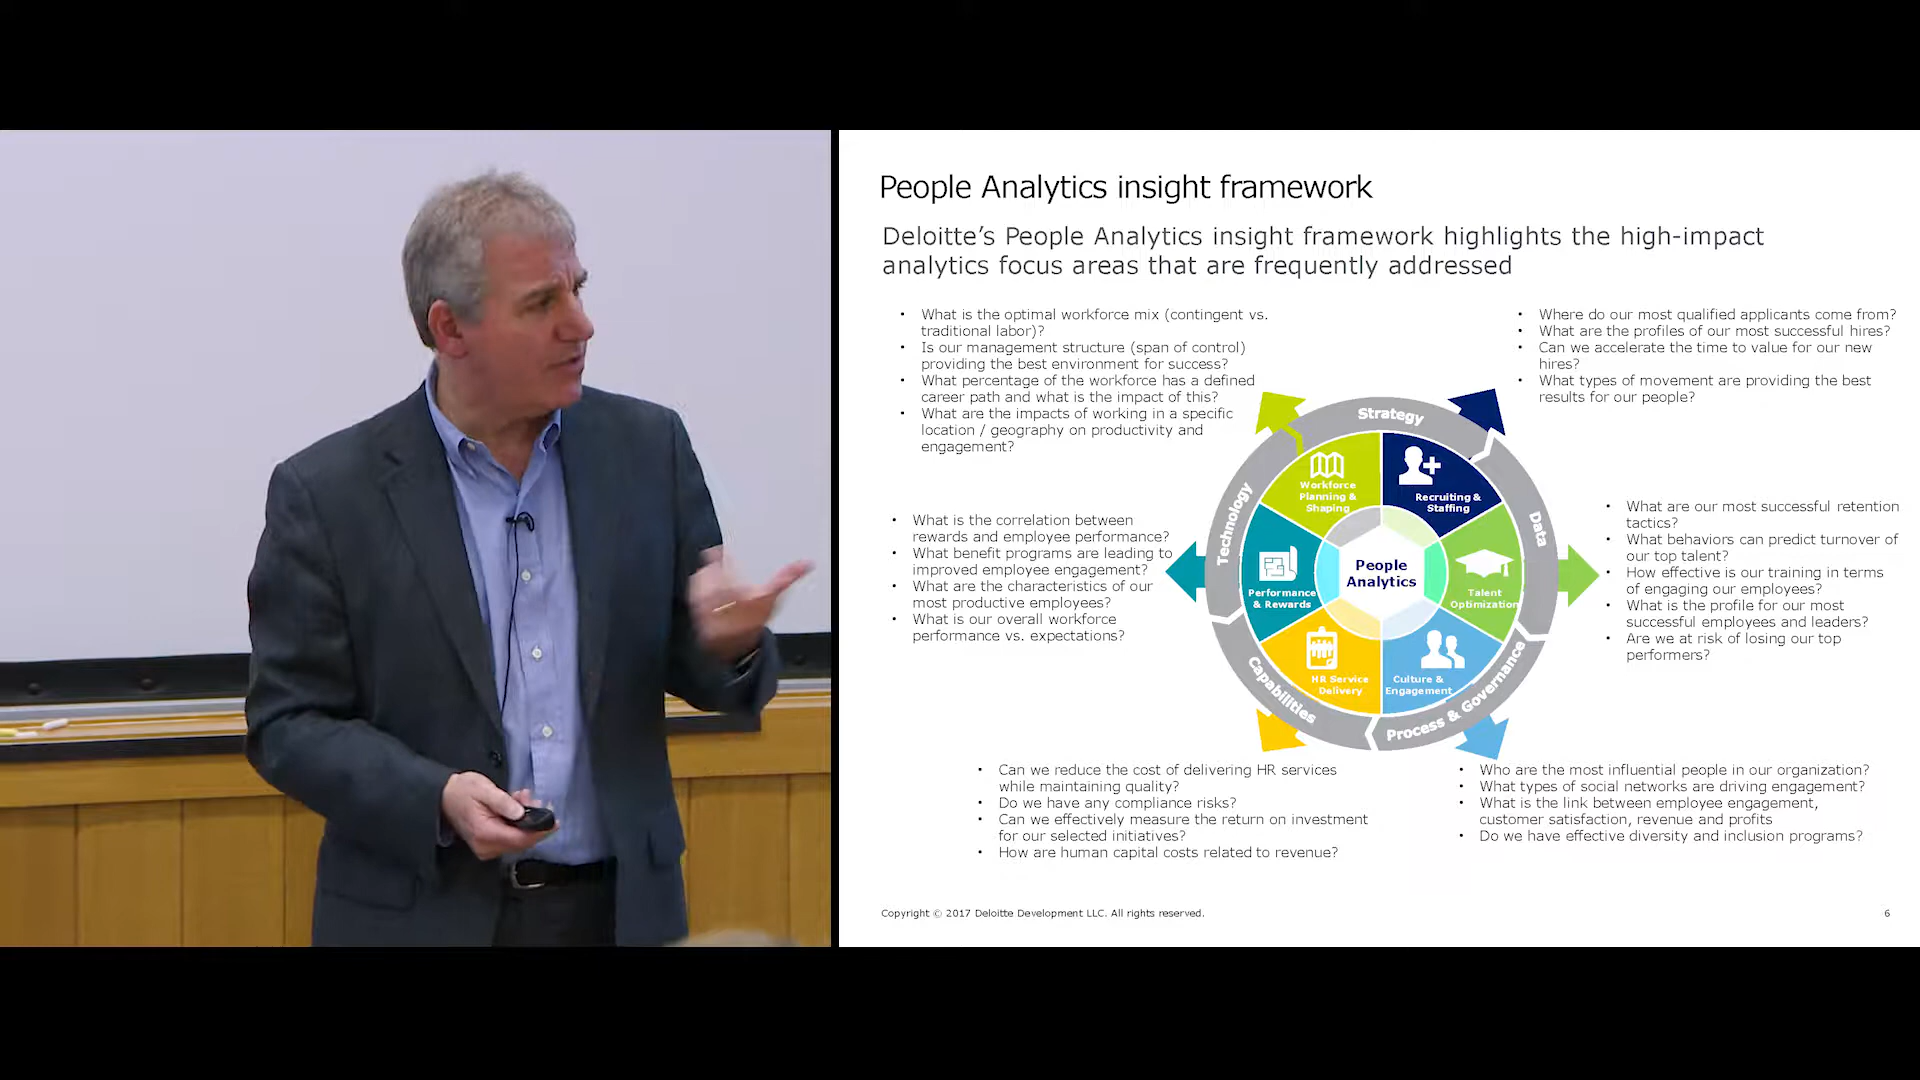 People Analytics insight framework
Deloitte's People Analytics insight framework highlights the high-impact
analytics focus areas that are frequently addressed
• What is the optimal workforce mix (contingent vs.
traditional labor)?
• Is our management structure (span of control)
providing the best environment for success?
• What percentage of the workforce has a defined
career path and what is the impact of this?
• What are the impacts of working in a specific
location / geography on productivity and
engagement?
• Where do our most qualified applicants come from?
• What are the profiles of our most successful hires?
• Can we accelerate the time to value for our new
hires?
• What types of movement are providing the best
results for our people?
• What is the correlation between
rewards and employee performance?
• What benefit programs are leading to
improved employee engagement?
• What are the characteristics of our
most productive employees?
• What is our overall workforce
performance vs. expectations?
Strategy
Data
Process & Governance
Capabilities
Technology
Workforce
Planning &
Shaping
Recruiting &
Staffing
Performance
& Rewards
People
Analytics
Talent
Optimization
HR Service
Delivery
Culture &
Engagement
• What are our most successful retention
tactics?
• What behaviors can predict turnover of
our top talent?
• How effective is our training in terms
of engaging our employees?
• What is the profile for our most
successful employees and leaders?
• Are we at risk of losing our top
performers?
• Can we reduce the cost of delivering HR services
while maintaining quality?
• Do we have any compliance risks?
• Can we effectively measure the return on investment
for our selected initiatives?
• How are human capital costs related to revenue?
• Who are the most influential people in our organization?
• What types of social networks are driving engagement?
• What is the link between employee engagement,
customer satisfaction, revenue and profits
• Do we have effective diversity and inclusion programs?
Copyright © 2017 Deloitte Development LLC. All rights reserved.
6